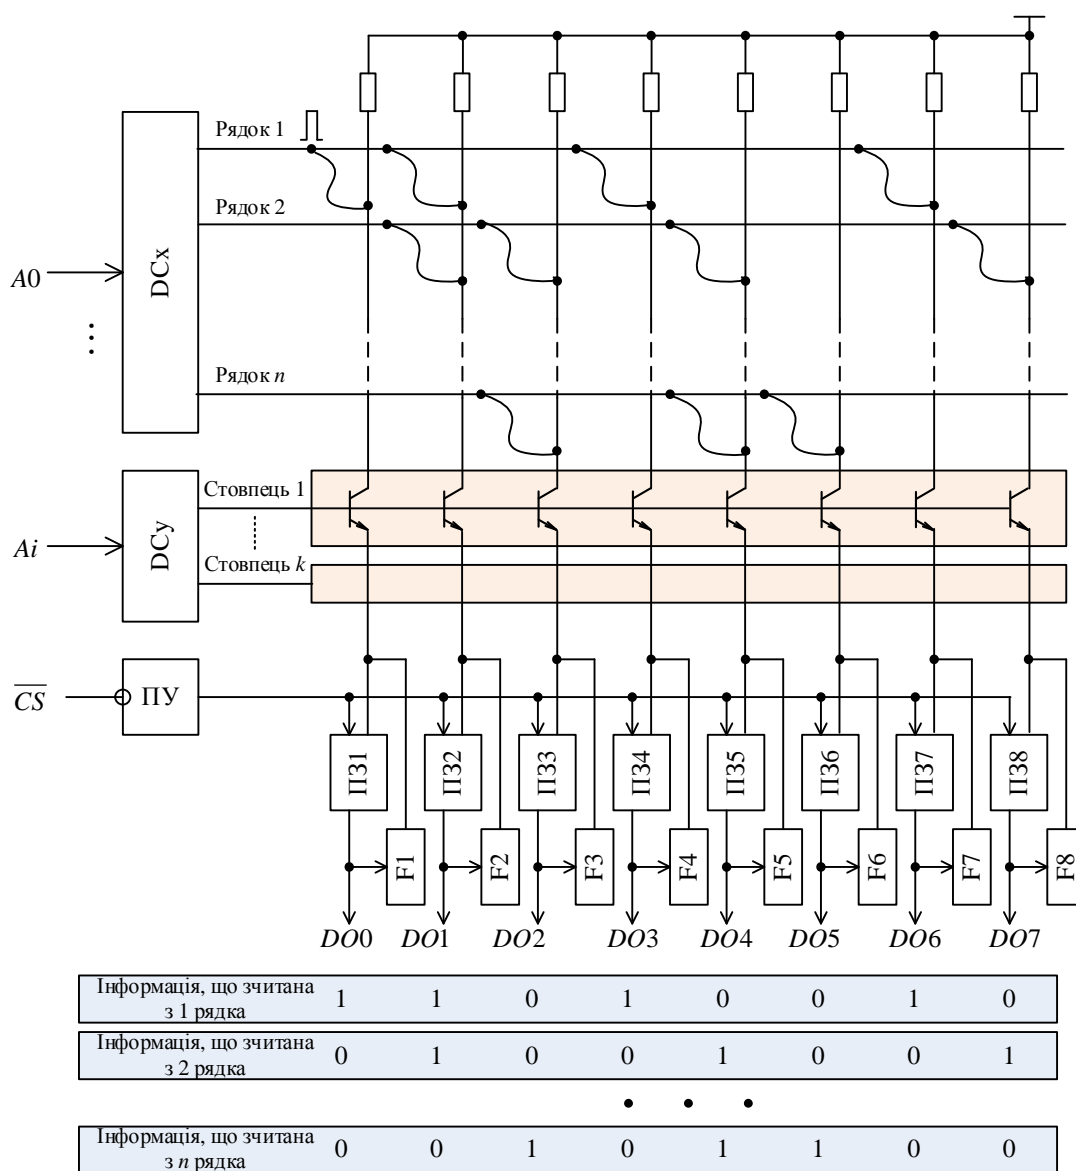 Рядок 1
Рядок 2
A0
DCx
Рядок n
Стовпець 1
Ai
DCy
Стовпець k
CS
ПУ
ПЗ1 ПЗ2 ПЗ3 ПЗ4 ПЗ5 ПЗ6 ПЗ7 ПЗ8
F1 F2 F3 F4 F5 F6 F7 F8
DO0 DO1 DO2 DO3 DO4 DO5 DO6 DO7
Інформація, що зчитана
з 1 рядка
1 1 0 1 0 0 1 0
Інформація, що зчитана
з 2 рядка
0 1 0 0 1 0 0 1
Інформація, що зчитана
з n рядка
0 0 1 0 1 1 0 0